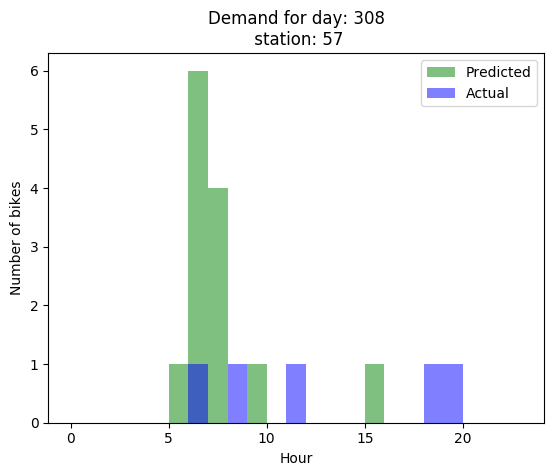 Demand for day: 308
station: 57
Predicted
Actual
Number of bikes
6
5
4
3
2
1
0
0 5 10 15 20
Hour